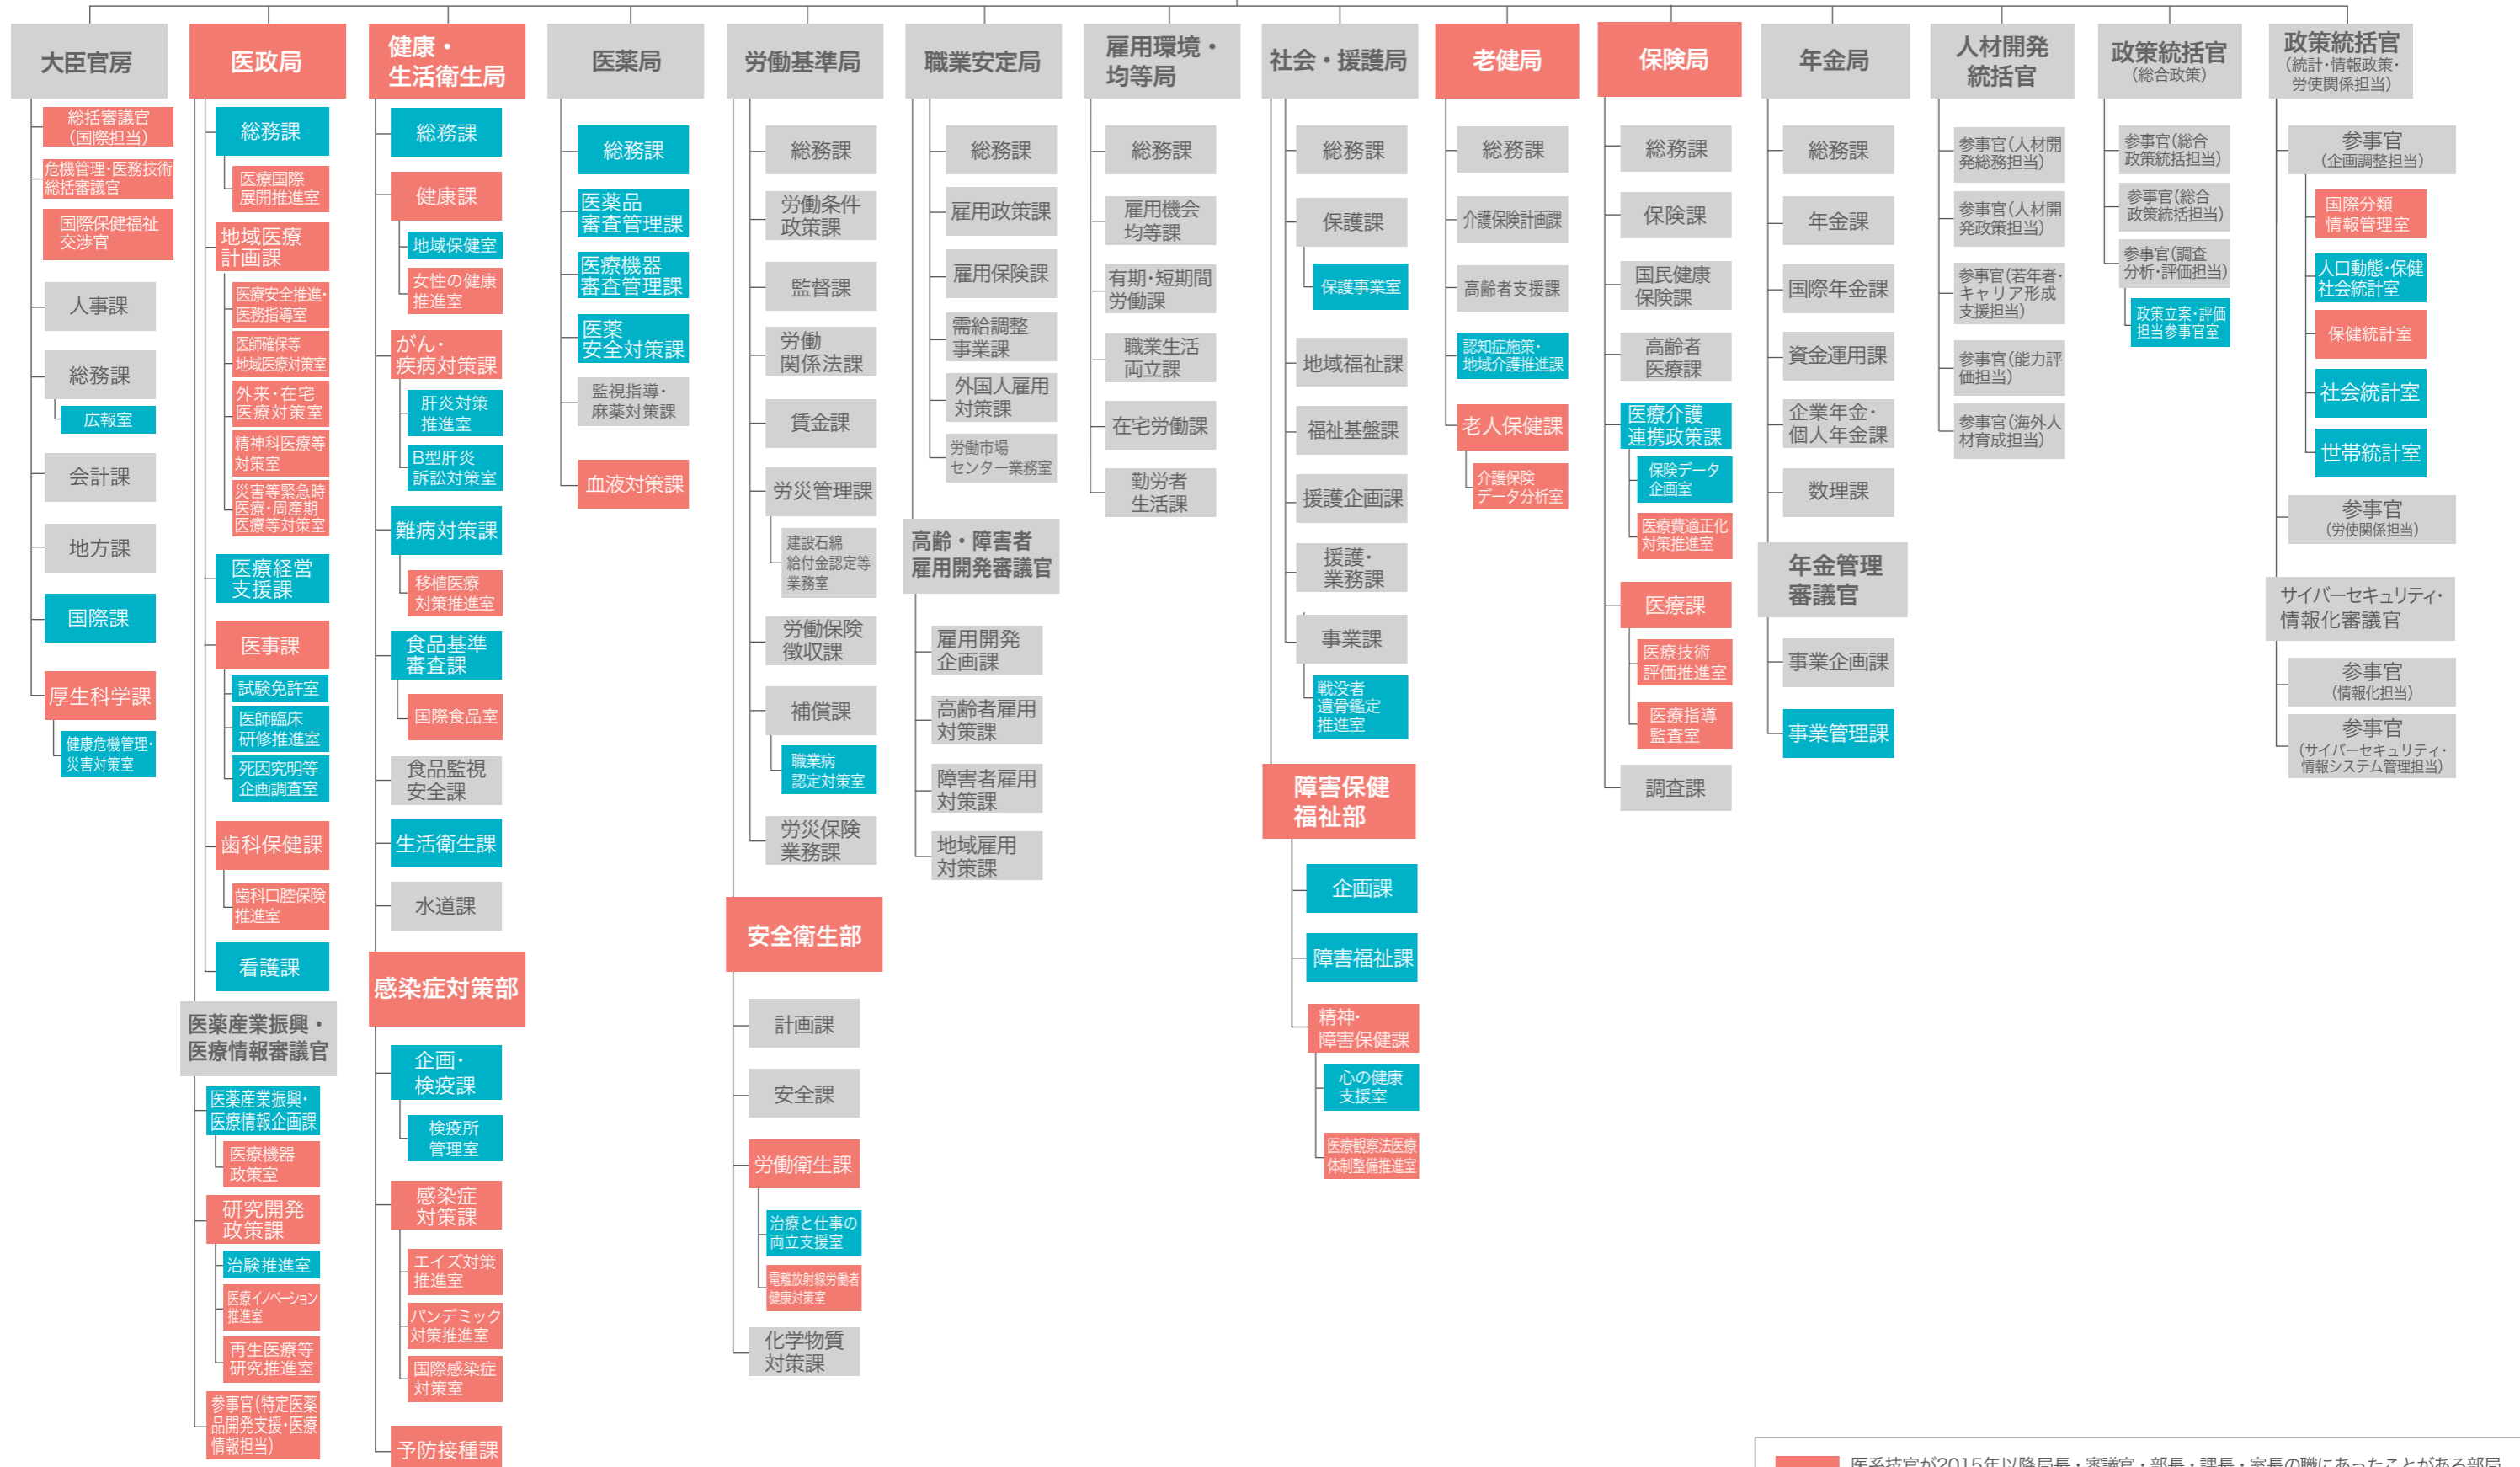 大臣官房
総括審議官
（国際担当）
危機管理・医務技術
総括審議官
国際保健福祉
交渉官
人事課
総務課
広報室
会計課
地方課
国際課
厚生科学課
健康危機管理・
災害対策室
医政局
総務課
医療国際
展開推進室
地域医療
計画課
医療安全推進・
医務指導室
医師確保等
地域医療対策室
外来・在宅
医療対策室
精神科医療等
対策室
災害等緊急時
医療・周産期
医療等対策室
医療経営
支援課
医事課
試験免許室
医師臨床
研修推進室
死因究明等
企画調査室
歯科保健課
歯科口腔保険
推進室
看護課
医薬産業振興・
医療情報審議官
医薬産業振興・
医療情報企画課
医療機器
政策室
研究開発
政策課
治験推進室
医療イノベーション
推進室
再生医療等
研究推進室
参事官（特定医薬
品開発支援・医療
情報担当）
健康・
生活衛生局
総務課
健康課
地域保健室
女性の健康
推進室
がん・
疾病対策課
肝炎対策
推進室
B型肝炎
訴訟対策室
難病対策課
移植医療
対策推進室
食品基準
審査課
国際食品室
食品監視
安全課
生活衛生課
水道課
感染症対策部
企画・
検疫課
検疫所
管理室
感染症
対策課
エイズ対策
推進室
パンデミック
対策推進室
国際感染症
対策室
予防接種課
医薬局
総務課
医薬品
審査管理課
医療機器
審査管理課
医薬
安全対策課
監視指導・
麻薬対策課
血液対策課
労働基準局
総務課
労働条件
政策課
監督課
労働
関係法課
賃金課
労災管理課
建設石綿
給付金認定等
業務室
労働保険
徴収課
補償課
職業病
認定対策室
労災保険
業務課
安全衛生部
計画課
安全課
労働衛生課
治療と仕事の
両立支援室
電離放射線労働者
健康対策室
化学物質
対策課
職業安定局
総務課
雇用政策課
雇用保険課
需給調整
事業課
外国人雇用
対策課
労働市場
センター業務室
高齢・障害者
雇用開発審議官
雇用開発
企画課
高齢者雇用
対策課
障害者雇用
対策課
地域雇用
対策課
雇用環境・
均等局
総務課
雇用機会
均等課
有期・短期間
労働課
職業生活
両立課
在宅労働課
勤労者
生活課
社会・援護局
総務課
保護課
保護事業室
地域福祉課
福祉基盤課
援護企画課
援護・
業務課
事業課
戦没者
遺骨鑑定
推進室
障害保健
福祉部
企画課
障害福祉課
精神・
障害保健課
心の健康
支援室
医療観察法医療
体制整備推進室
老健局
総務課
介護保険計画課
高齢者支援課
認知症施策・
地域介護推進課
老人保健課
介護保険
データ分析室
保険局
総務課
保険課
国民健康
保険課
高齢者
医療課
医療介護
連携政策課
保険データ
企画室
医療費適正化
対策推進室
医療課
医療技術
評価推進室
医療指導
監査室
調査課
年金局
総務課
年金課
国際年金課
資金運用課
企業年金・
個人年金課
数理課
年金管理
審議官
事業企画課
事業管理課
人材開発
統括官
参事官（人材開
発総務担当）
参事官（人材開
発政策担当）
参事官（若年者・
キャリア形成
支援担当）
参事官（能力評
価担当）
参事官（海外人
材育成担当）
政策統括官
（総合政策）
参事官（総合
政策統括担当）
参事官（総合
政策統括担当）
参事官（調査
分析・評価担当）
政策立案・評価
担当参事官室
政策統括官
（統計・情報政策・
労使関係担当）
参事官
（企画調整担当）
国際分類
情報管理室
人口動態・保健
社会統計室
保健統計室
社会統計室
世帯統計室
参事官
（労使関係担当）
サイバーセキュリティ・
情報化審議官
参事官
（情報化担当）
参事官
（サイバーセキュリティ・
情報システム管理担当）
医系技官が2015年以降局長・審議官・部長・課長・室長の職にあったことがある部局